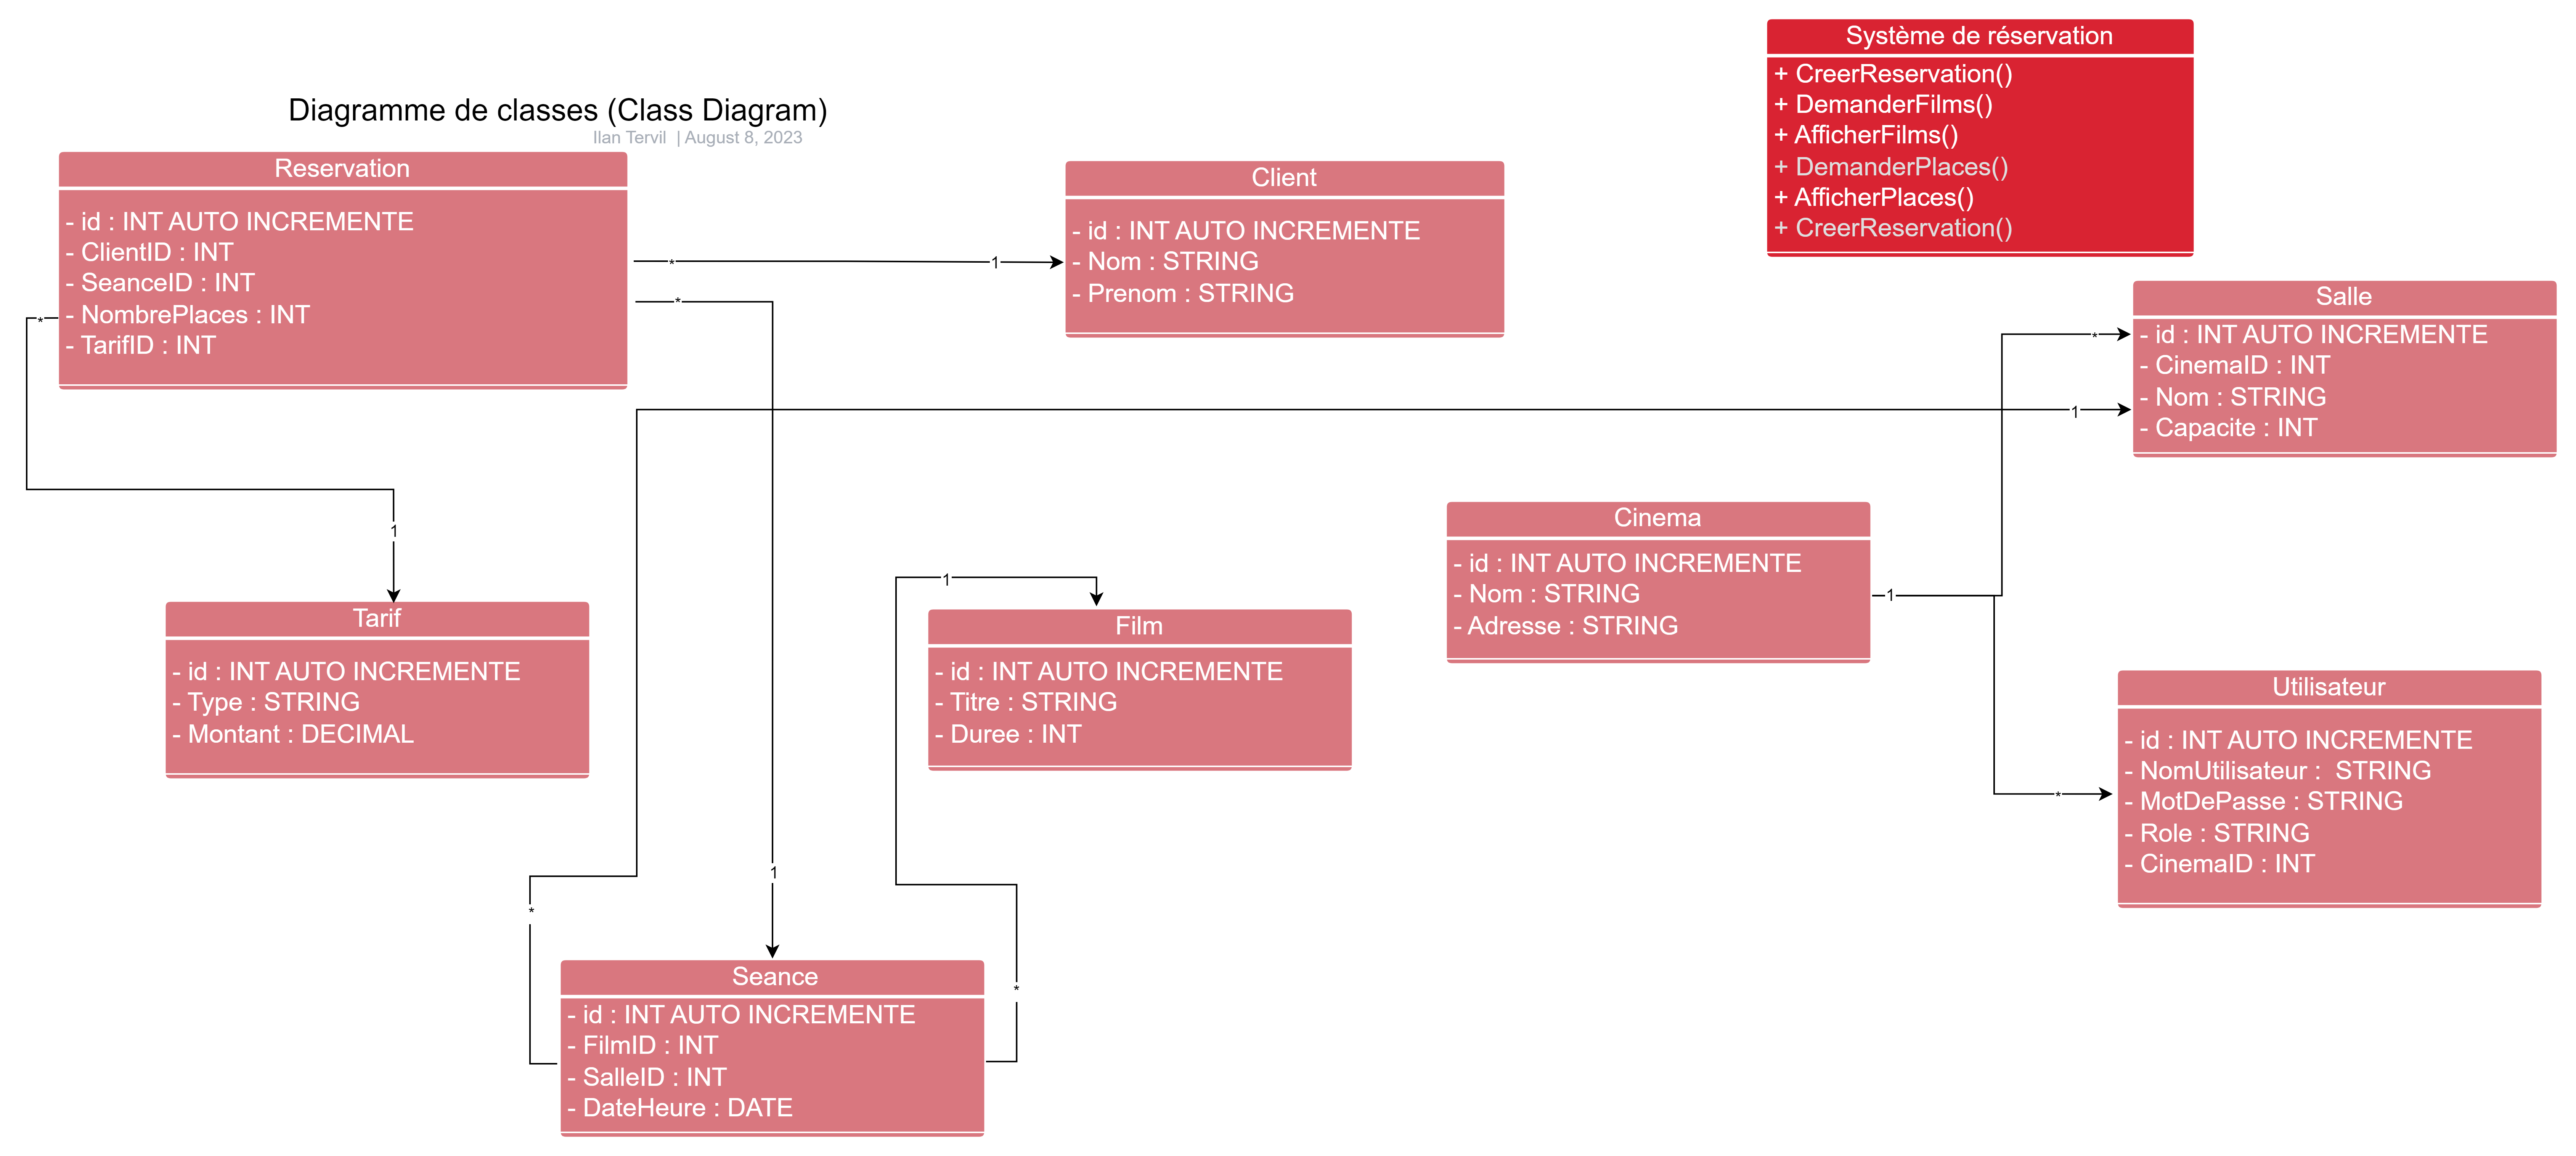 Diagramme de classes (Class Diagram)
Ilan Tervil | August 8, 2023
Système de réservation
+ CreerReservation()
+ DemanderFilms()
+ AfficherFilms()
+ DemanderPlaces()
+ AfficherPlaces()
+ CreerReservation()
Reservation
- id : INT AUTO INCREMENTE
- ClientID : INT
- SeanceID : INT
- NombrePlaces : INT
- TarifID : INT
*
1
*
1
*
1
Client
- id : INT AUTO INCREMENTE
- Nom : STRING
- Prenom : STRING
Salle
- id : INT AUTO INCREMENTE
- CinemaID : INT
- Nom : STRING
- Capacite : INT
*
1
Cinema
- id : INT AUTO INCREMENTE
- Nom : STRING
- Adresse : STRING
1
*
Tarif
- id : INT AUTO INCREMENTE
- Type : STRING
- Montant : DECIMAL
1
Film
- id : INT AUTO INCREMENTE
- Titre : STRING
- Duree : INT
Utilisateur
- id : INT AUTO INCREMENTE
- NomUtilisateur : STRING
- MotDePasse : STRING
- Role : STRING
- CinemaID : INT
*
*
Seance
- id : INT AUTO INCREMENTE
- FilmID : INT
- SalleID : INT
- DateHeure : DATE